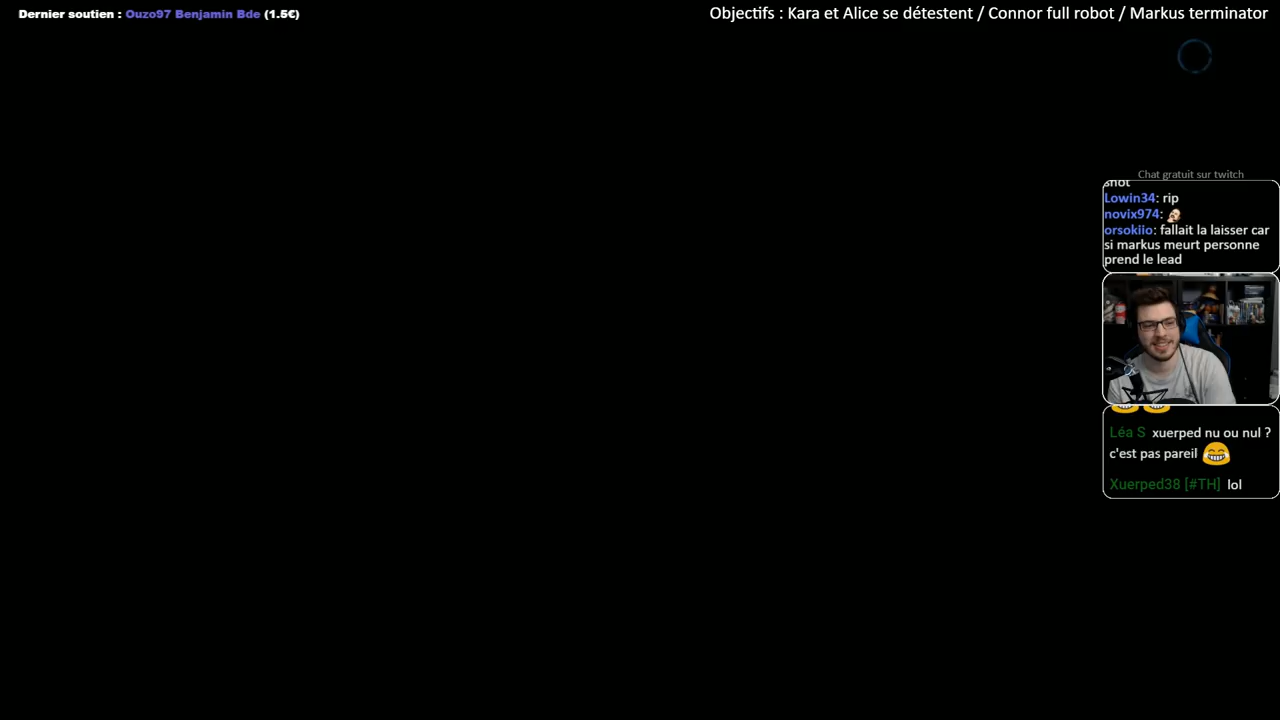 Dernier soutien : Ouzo97 Benjamin Bde (1.5€)
Objectifs : Kara et Alice se détestent / Connor full robot / Markus terminator
Chat gratuit sur twitch
shot
Lowin34: rip
novix974:
orsokiio: fallait la laisser car
si markus meurt personne
prend le lead
Léa S xuerped nu ou nul ?
c'est pas pareil 😂
Xuerped38 [#TH] lol